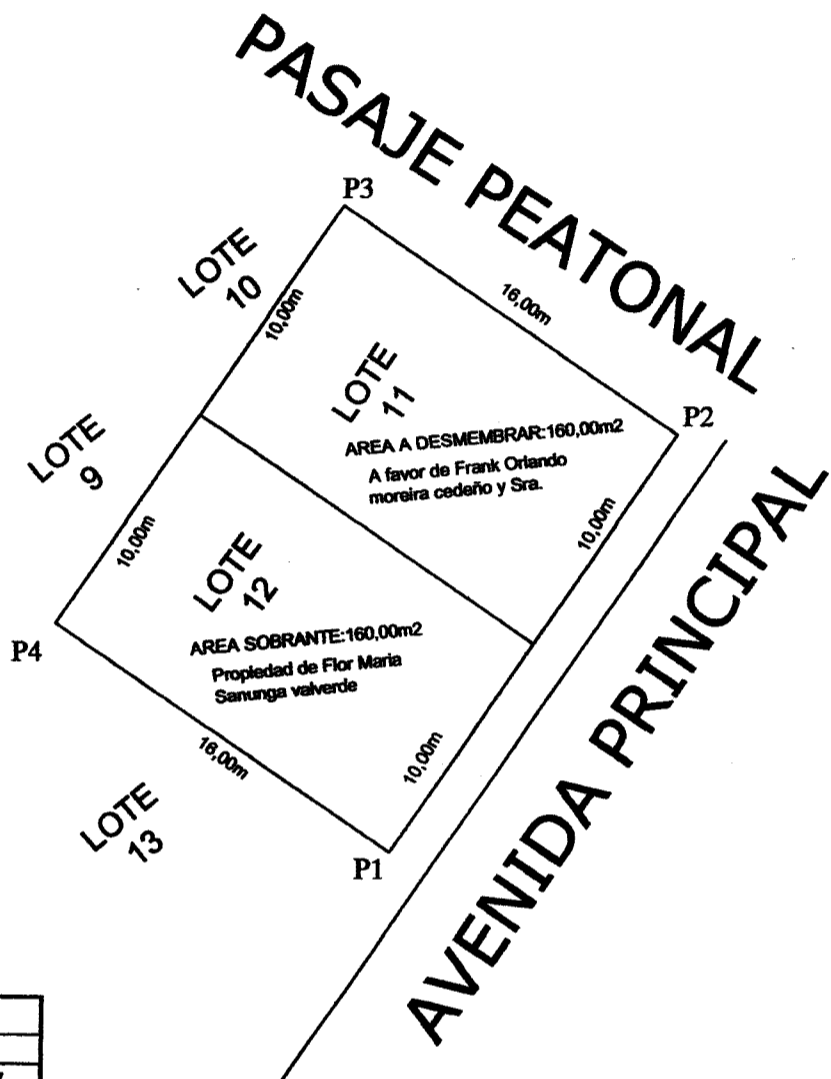 PASAJE PEATONAL
P3
LOTE
10
10,00m
16,00m
LOTE
11
P2
AREA A DESMEMBRAR:160,00m2
A favor de Frank Orlando
moreira cedeño y Sra.
LOTE
9
10,00m
10,00m
LOTE
12
AREA SOBRANTE:160,00m2
Propiedad de Flor Maria
Sanunga valverde
P4
16,00m
10,00m
LOTE
13
P1
AVENIDA PRINCIPAL